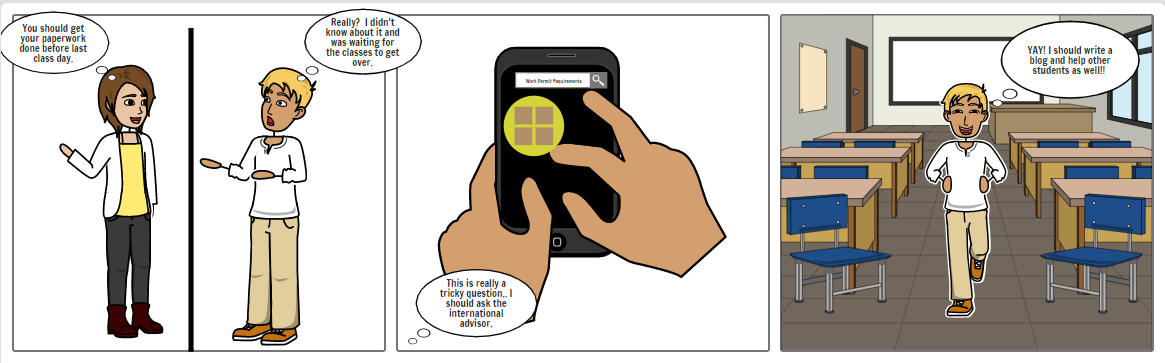 You should get
your paperwork
done before last
class day.
Really?  I didn't
know about it and
was waiting for
the classes to get
over.
Work Permit Requirements
This is really a
tricky question.. I
should ask the
international
advisor.
YAY! I should write a
blog and help other
students as well!!